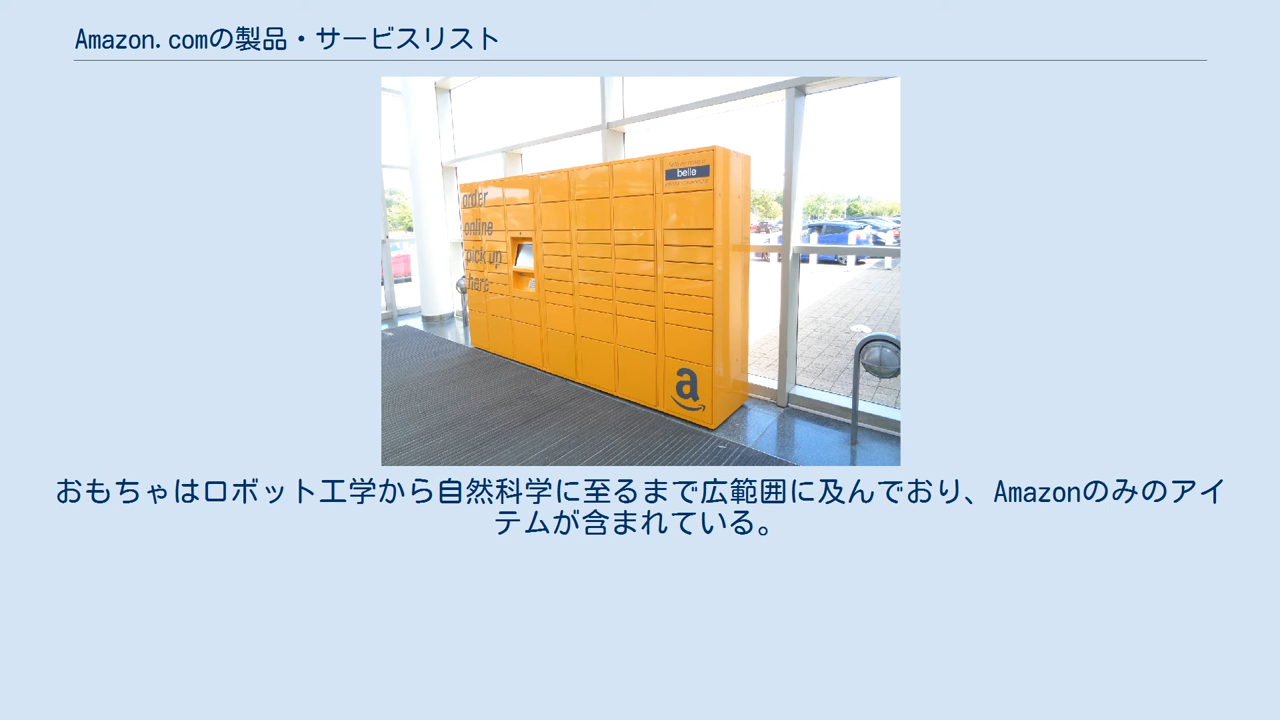 Amazon.comの製品・サービスリスト
order
online
pick up
here
belle
a
おもちゃはロボット工学から自然科学に至るまで広範囲に及んでおり、Amazonのみのアイ
テムが含まれている。